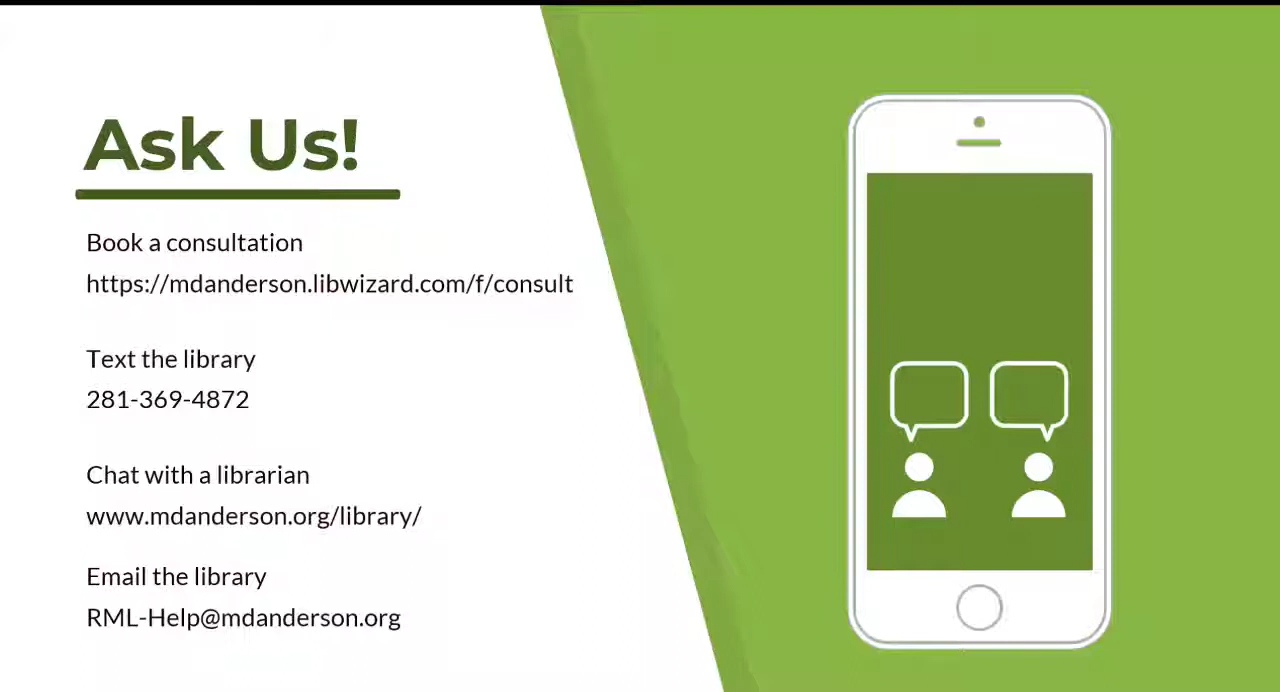 Ask Us!
Book a consultation
https://mdanderson.libwizard.com/f/consult
Text the library
281-369-4872
Chat with a librarian
www.mdanderson.org/library/
Email the library
RML-Help@mdanderson.org